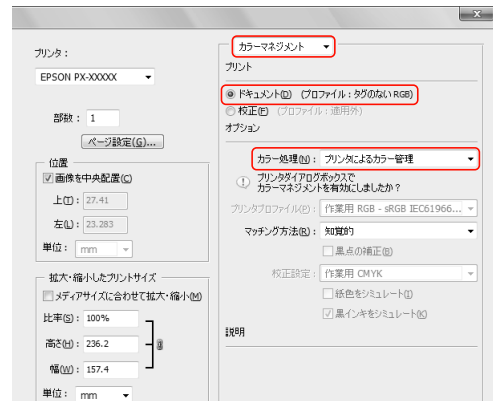 プリンタ：
EPSON PX-XXXXX
部数： 1
ページ設定(G)...
位置
画像を中央配置(C)
上(T)： 27.41
左(L)： 23.283
単位： mm
拡大・縮小したプリントサイズ
メディアサイズに合わせて拡大・縮小(M)
比率(S)： 100%
高さ(H)： 236.2
幅(W)： 157.4
単位： mm
カラーマネジメント
プリント
ドキュメント(D) (プロファイル：タグのない RGB)
校正(F) (プロファイル：適用外)
オプション
カラー処理(N)： プリンタによるカラー管理
プリンタダイアログボックスで
カラーマネジメントを有効にしましたか？
プリンタプロファイル(P)： 作業用 RGB - sRGB IEC61966...
マッチング方法(R)： 知覚的
黒点の補正(B)
校正設定： 作業用 CMYK
紙色をシミュレート(I)
黒インキをシミュレート(K)
説明